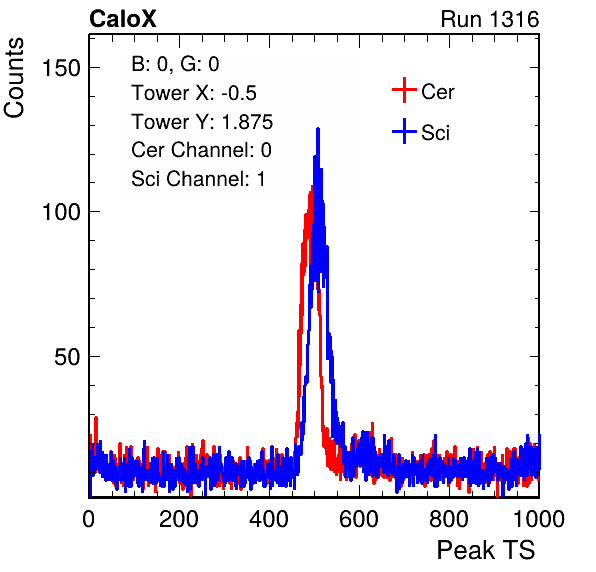 CaloX Run 1316
Counts
150
100
50
B: 0, G: 0
Tower X: -0.5
Tower Y: 1.875
Cer Channel: 0
Sci Channel: 1
Cer
Sci
0 200 400 600 800 1000
Peak TS